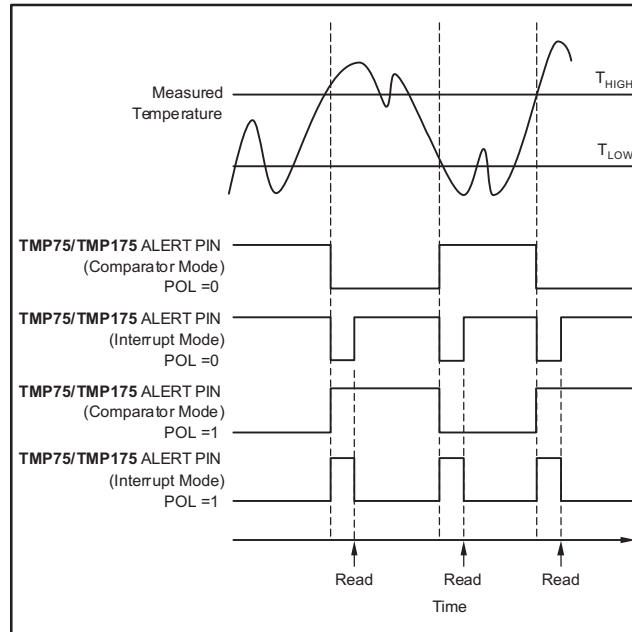 Measured
Temperature
T_HIGH
T_LOW
TMP75/TMP175 ALERT PIN
(Comparator Mode)
POL =0
TMP75/TMP175 ALERT PIN
(Interrupt Mode)
POL =0
TMP75/TMP175 ALERT PIN
(Comparator Mode)
POL =1
TMP75/TMP175 ALERT PIN
(Interrupt Mode)
POL =1
Read
Read
Read
Time